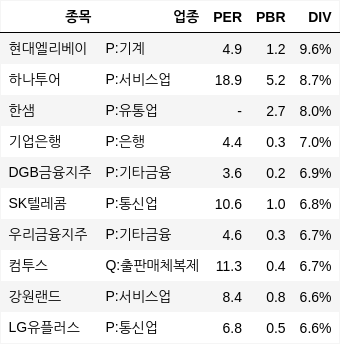 종목 업종 PER PBR DIV
현대엘리베이 P:기계 4.9 1.2 9.6%
하나투어 P:서비스업 18.9 5.2 8.7%
한샘 P:유통업 - 2.7 8.0%
기업은행 P:은행 4.4 0.3 7.0%
DGB금융지주 P:기타금융 3.6 0.2 6.9%
SK텔레콤 P:통신업 10.6 1.0 6.8%
우리금융지주 P:기타금융 4.6 0.3 6.7%
컴투스 Q:출판매체복제 11.3 0.4 6.7%
강원랜드 P:서비스업 8.4 0.8 6.6%
LG유플러스 P:통신업 6.8 0.5 6.6%